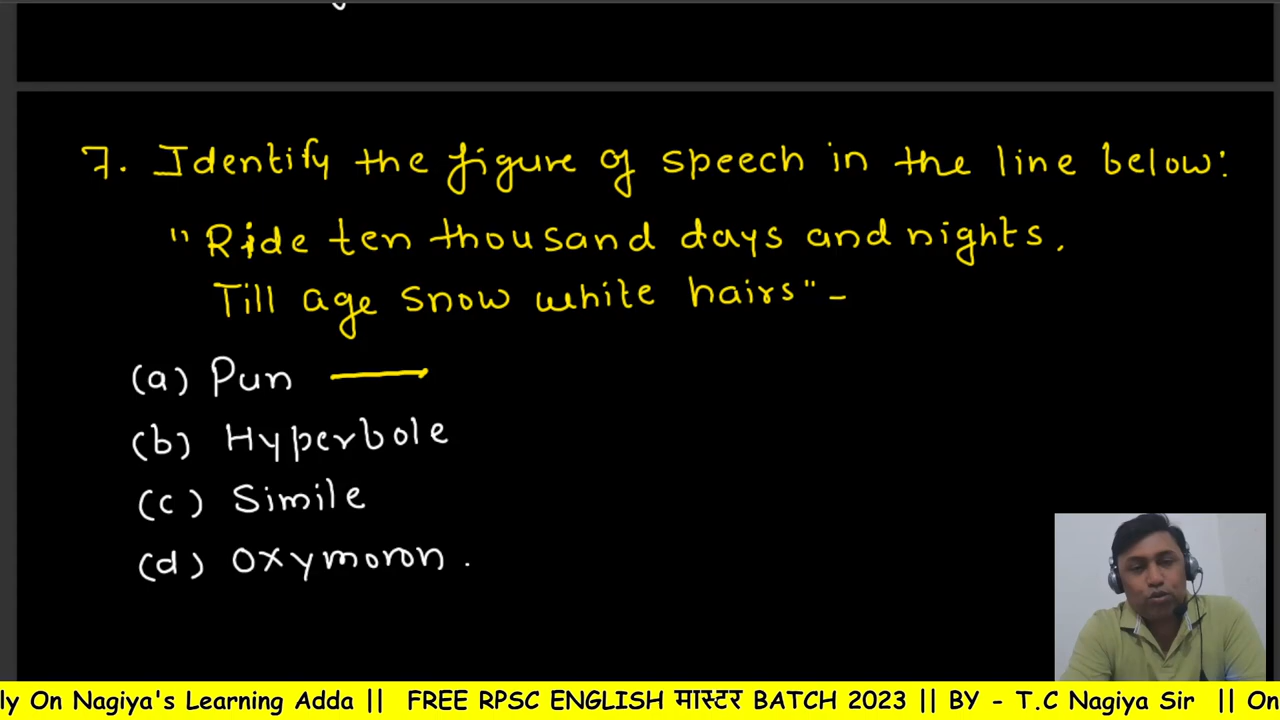 7. Identify the figure of speech in the line below:
"Ride ten thousand days and nights.
Till age snow white hairs" -
(a) Pun
(b) Hyperbole
(c) Simile
(d) Oxymoron.
ly On Nagiya's Learning Adda || FREE RPSC ENGLISH मास्टर BATCH 2023 || BY - T.C Nagiya Sir || On